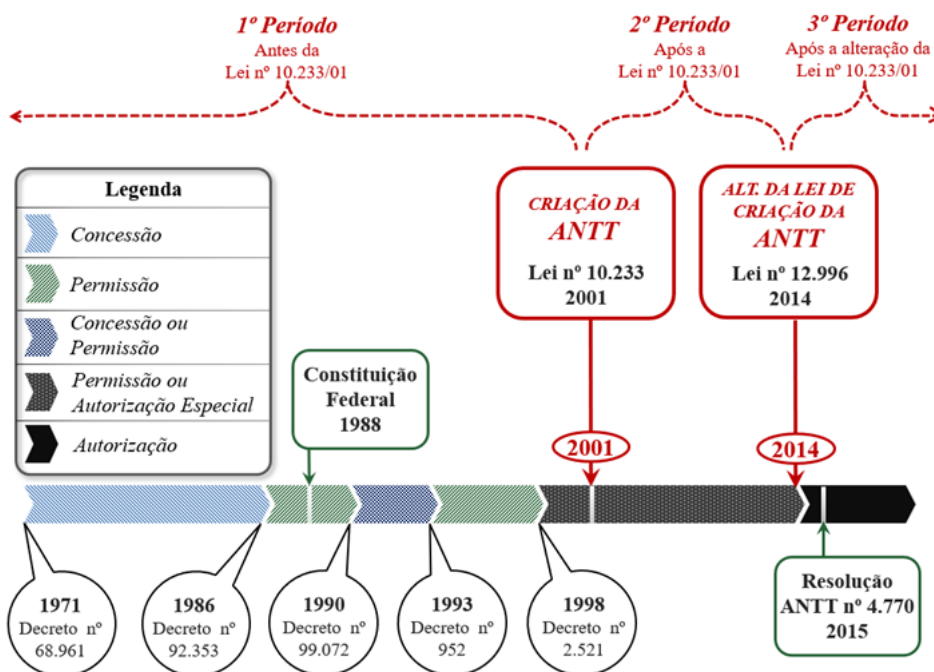 1º Período
Antes da
Lei nº 10.233/01
2º Período
Após a
Lei nº 10.233/01
3º Período
Após a alteração da
Lei nº 10.233/01
Legenda
Concessão
Permissão
Concessão ou
Permissão
Permissão ou
Autorização Especial
Autorização
Constituição
Federal
1988
CRIAÇÃO DA
ANTT
Lei nº 10.233
2001
ALT. DA LEI DE
CRIAÇÃO DA
ANTT
Lei nº 12.996
2014
2001
2014
1971
Decreto nº
68.961
1986
Decreto nº
92.353
1990
Decreto nº
99.072
1993
Decreto nº
952
1998
Decreto nº
2.521
Resolução
ANTT nº 4.770
2015